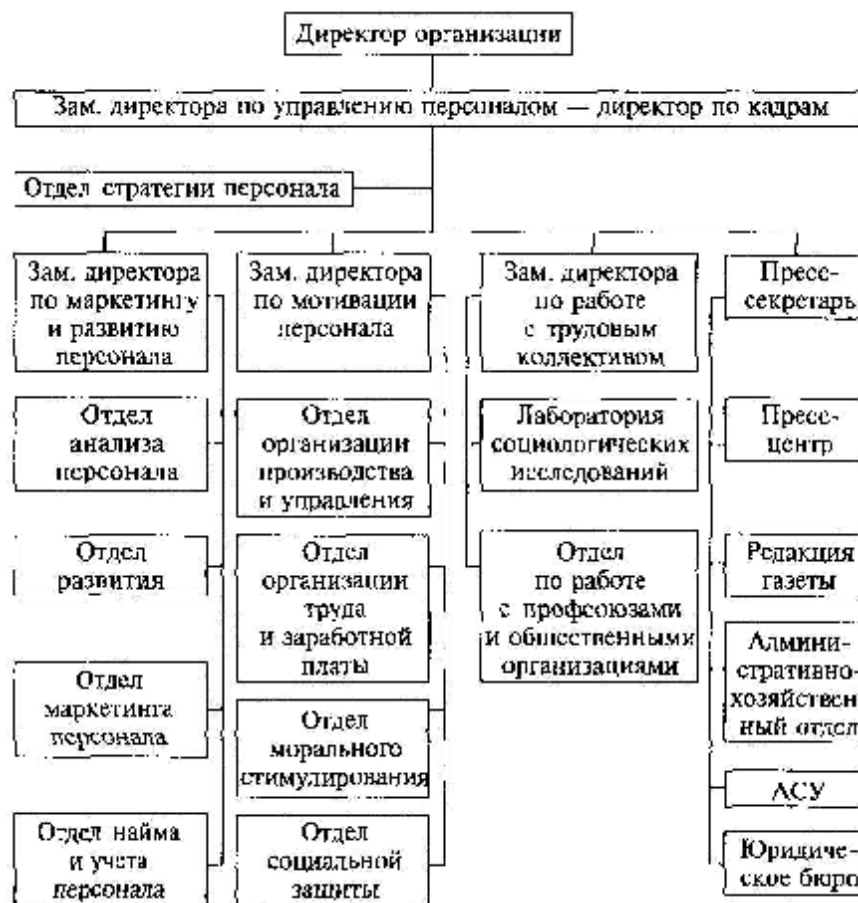 Директор организации
Зам. директора по управлению персоналом — директор по кадрам
Отдел стратегии персонала
Зам. директора
по маркетингу
и развитию
персонала
Отдел
анализа
персонала
Отдел
развития
Отдел
маркетинга
персонала
Отдел найма
и учета
персонала
Зам. директора
по мотивации
персонала
Отдел
организации
производства
и управления
Отдел
организации
труда
и заработной
платы
Отдел
морального
стимулирования
Отдел
социальной
защиты
Зам. директора
по работе
с трудовым
коллективом
Лаборатория
социологических
исследований
Отдел
по работе
с профсоюзами
и общественными
организациями
Пресс-
секретарь
Пресс-
центр
Редакция
газеты
Админи-
стративно-
хозяйствен-
ный отдел
АСУ
Юридиче-
ское бюро